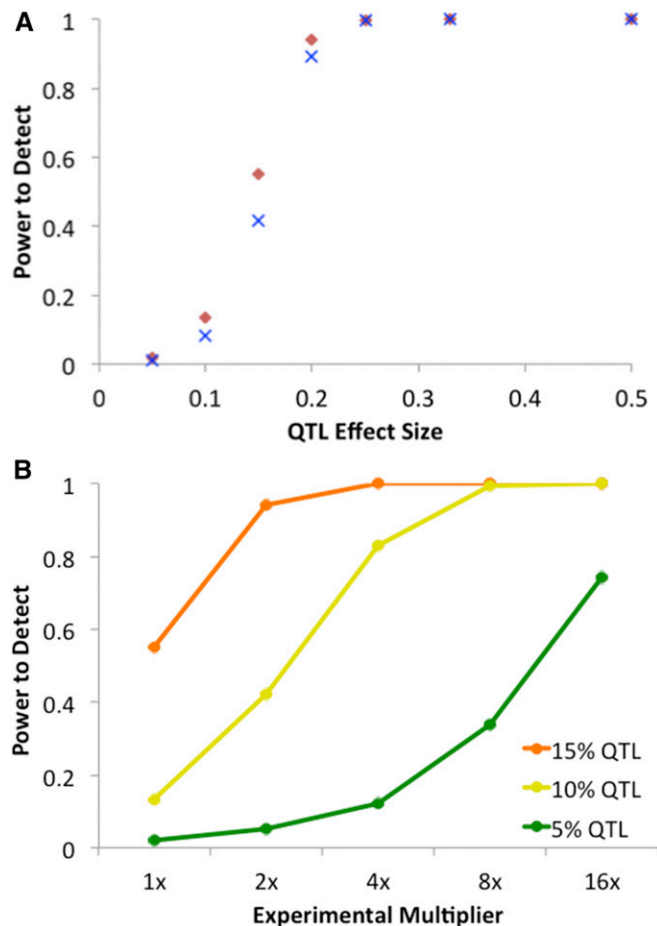 A
Power to Detect
1
0.8
0.6
0.4
0.2
0
0 0.1 0.2 0.3 0.4 0.5
QTL Effect Size
B
Power to Detect
1
0.8
0.6
0.4
0.2
0
15% QTL
10% QTL
5% QTL
1x 2x 4x 8x 16x
Experimental Multiplier